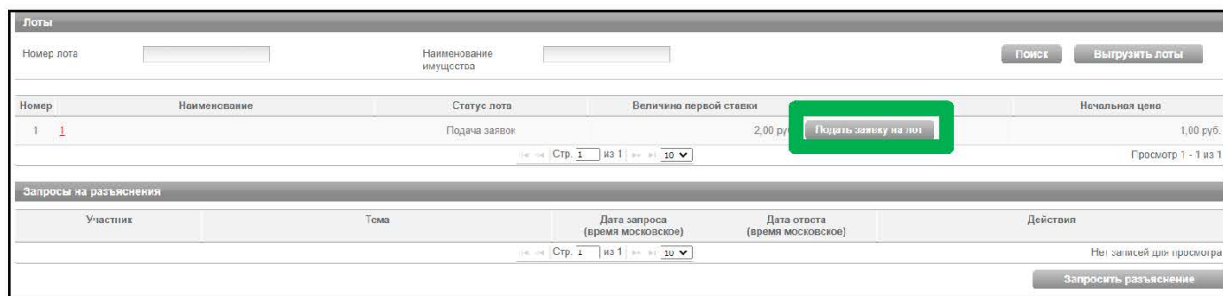 Лоты
Номер лота Наименование имущества Поиск Выгрузить лоты
Номер Наименование Статус лота Величина первой ставки Начальная цена
1 1 Подача заявок 2,00 ру Подать заявку на лот 1,00 руб.
Стр. 1 из 1 10 Просмотр 1 - 1 из 1
Запросы на разъяснения
Участник Тема Дата запроса (время московское) Дата ответа (время московское) Действия
Стр. 1 из 1 10 Нет записей для просмотра
Запросить разъяснение